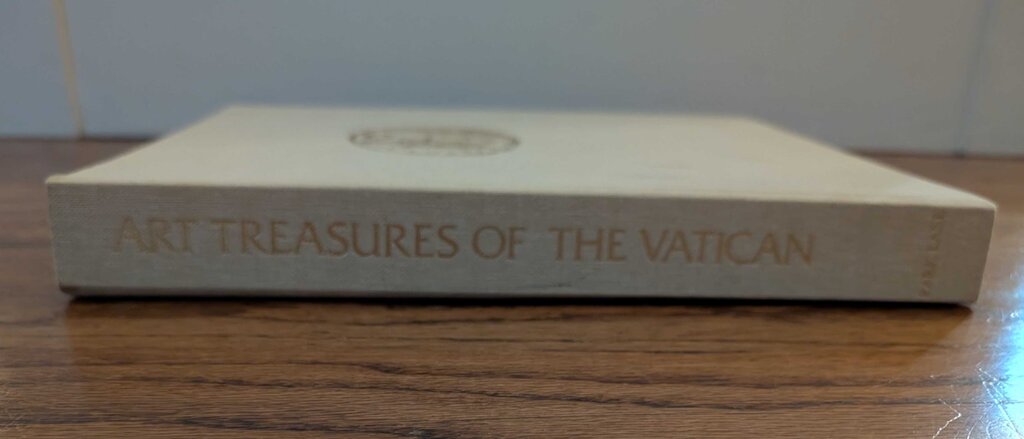 ART TREASURES OF THE VATICAN
PARK LANE